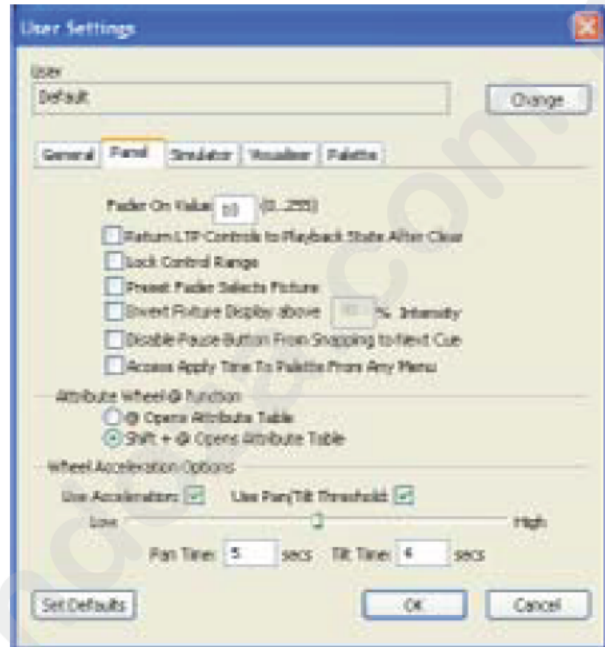 User Settings
User
Default
Change
General Panel Simulator Visualiser Palette
Fader On Value 10 (0..255)
Return LTP Controls to Playback State After Clear
Lock Control Range
Preset Fader Selects Fixture
Invert Fixture Display above % Intensity
Disable Pause Button From Snapping to Next Cue
Access Apply Time To Palette From Any Menu
Attribute Wheel @ function
@ Opens Attribute Table
Shift + @ Opens Attribute Table
Wheel Acceleration Options
Use Acceleration: Use Pan/Tilt Threshold:
Low High
Pan Time: 5 secs Tilt Time: 6 secs
Set Defaults OK Cancel